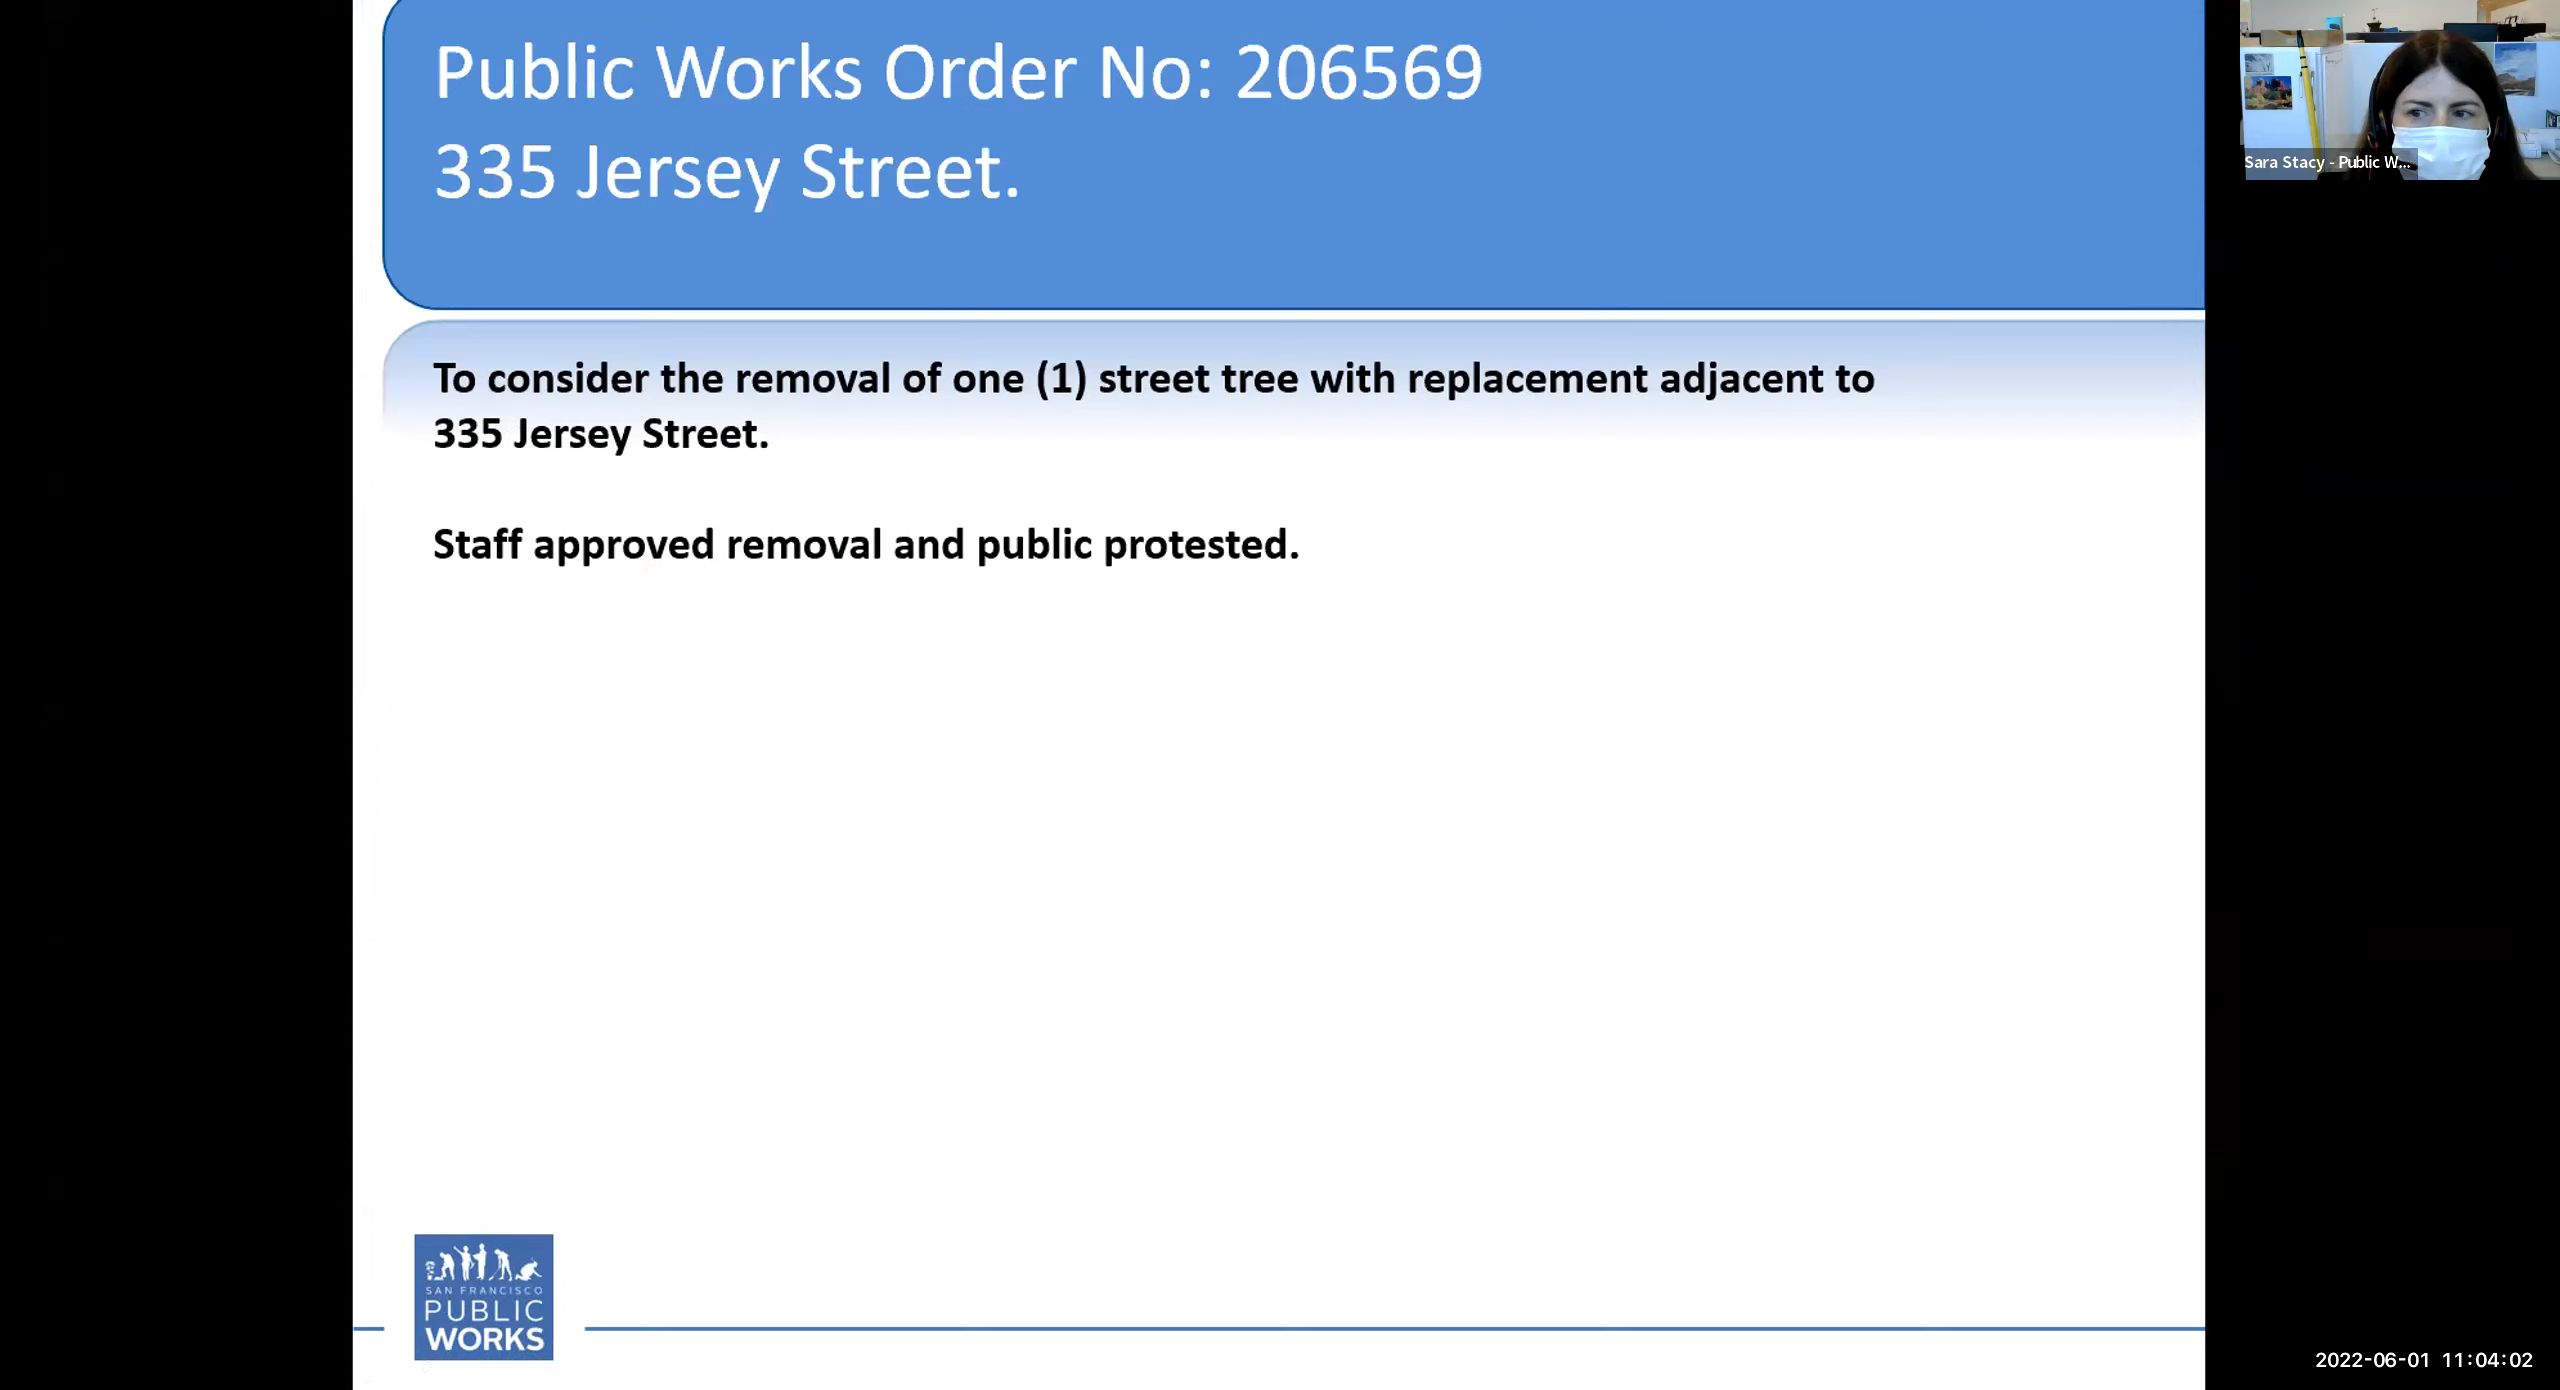 Public Works Order No: 206569
335 Jersey Street.
To consider the removal of one (1) street tree with replacement adjacent to
335 Jersey Street.
Staff approved removal and public protested.
SAN FRANCISCO
PUBLIC
WORKS
Sara Stacy - Public W...
2022-06-01 11:04:02